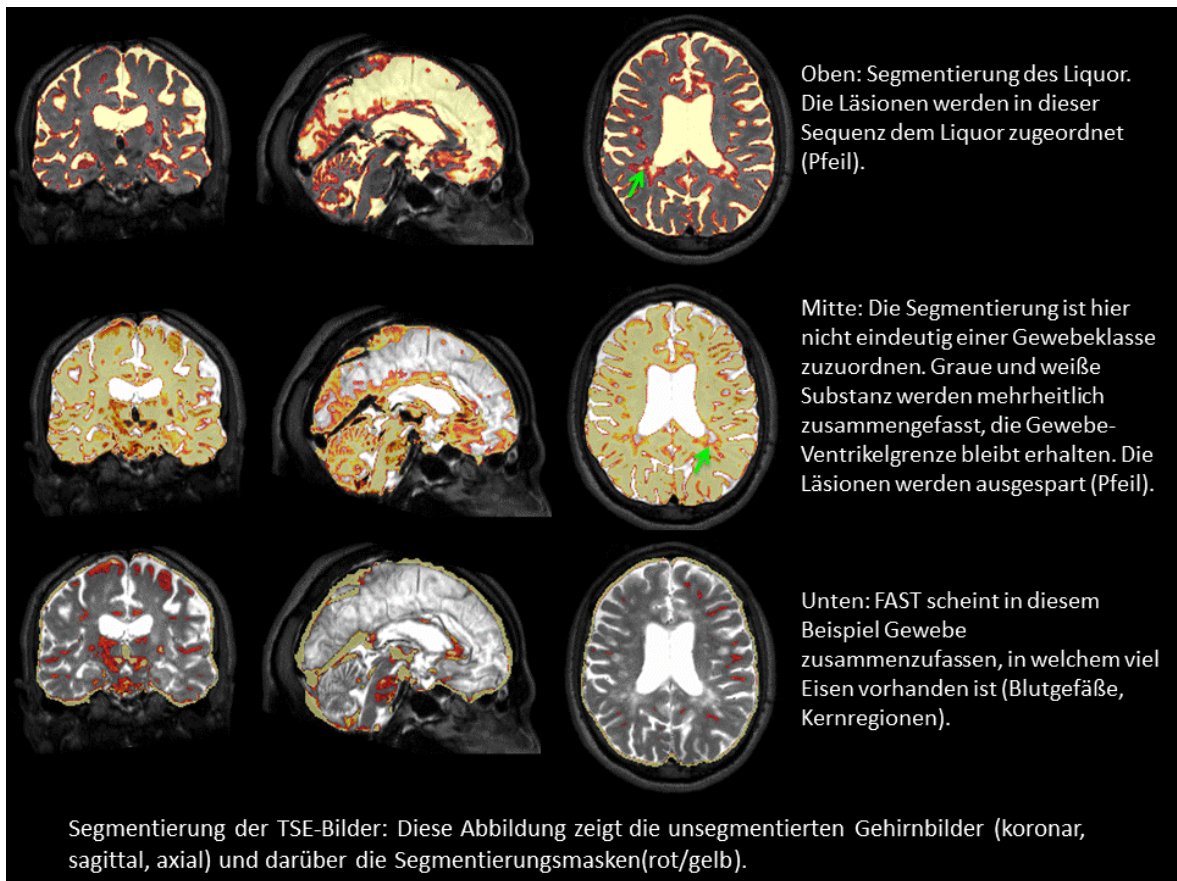 Oben: Segmentierung des Liquor.
Die Läsionen werden in dieser
Sequenz dem Liquor zugeordnet
(Pfeil).
Mitte: Die Segmentierung ist hier
nicht eindeutig einer Gewebeklasse
zuzuordnen. Graue und weiße
Substanz werden mehrheitlich
zusammengefasst, die Gewebe-
Ventrikelgrenze bleibt erhalten. Die
Läsionen werden ausgespart (Pfeil).
Unten: FAST scheint in diesem
Beispiel Gewebe
zusammenzufassen, in welchem viel
Eisen vorhanden ist (Blutgefäße,
Kernregionen).
Segmentierung der TSE-Bilder: Diese Abbildung zeigt die unsegmentierten Gehirnbilder (koronar,
sagittal, axial) und darüber die Segmentierungsmasken(rot/gelb).